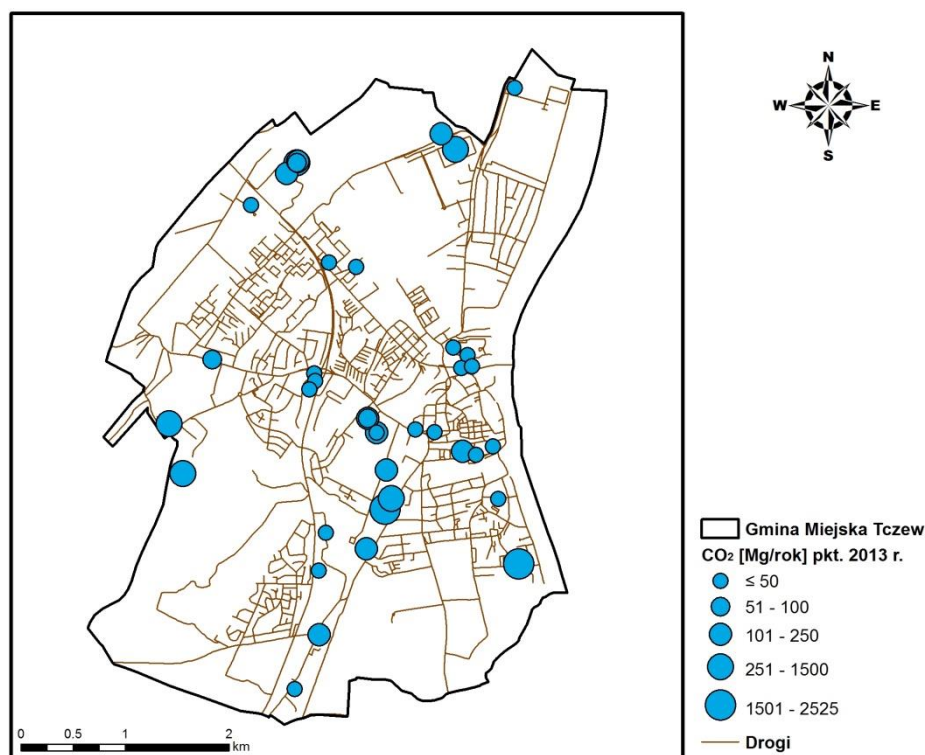 N
W E
S
Gmina Miejska Tczew
CO₂ [Mg/rok] pkt. 2013 r.
≤ 50
51 - 100
101 - 250
251 - 1500
1501 - 2525
Drogi
0 0.5 1 2
km